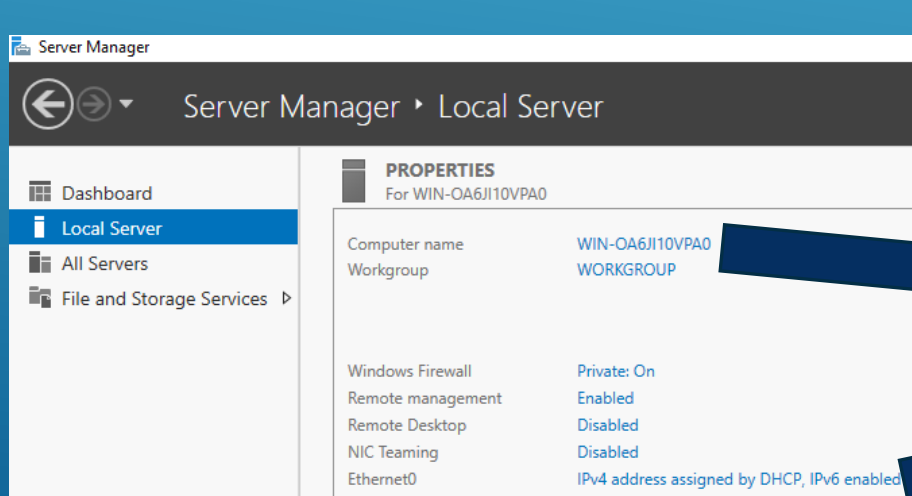 Server Manager
Server Manager ‣ Local Server
Dashboard
Local Server
All Servers
File and Storage Services
PROPERTIES
For WIN-OA6JI10VPA0
Computer name WIN-OA6JI10VPA0
Workgroup WORKGROUP
Windows Firewall Private: On
Remote management Enabled
Remote Desktop Disabled
NIC Teaming Disabled
Ethernet0 IPv4 address assigned by DHCP, IPv6 enabled